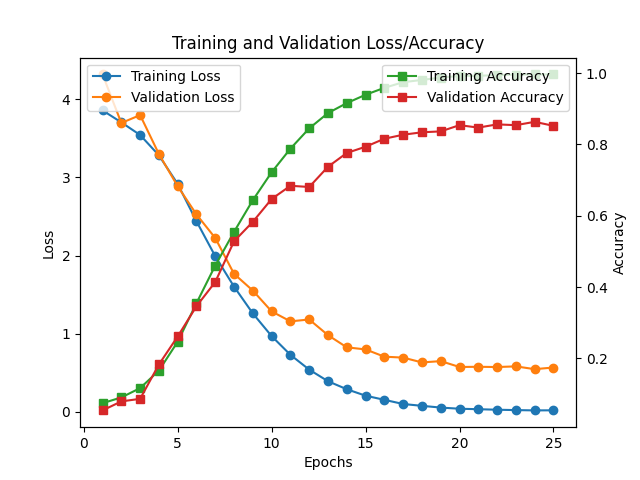 Training and Validation Loss/Accuracy
Training Loss
Validation Loss
Training Accuracy
Validation Accuracy
Loss
4
3
2
1
0
1.0
0.8
0.6
0.4
0.2
Accuracy
0 5 10 15 20 25
Epochs